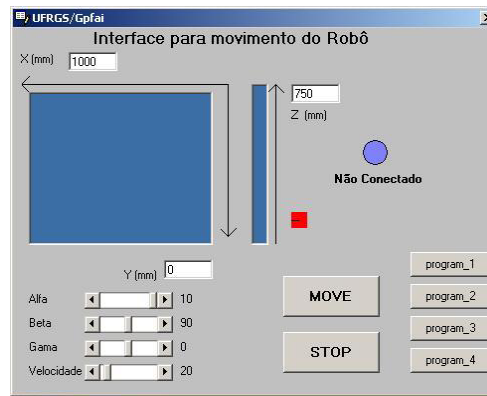 UFRGS/Gpfai
Interface para movimento do Robô
X (mm) 1000
750
Z (mm)
Não Conectado
Y (mm) 0
program_1
Alfa 10 MOVE program_2
Beta 90
program_3
Gama 0
STOP
program_4
Velocidade 20